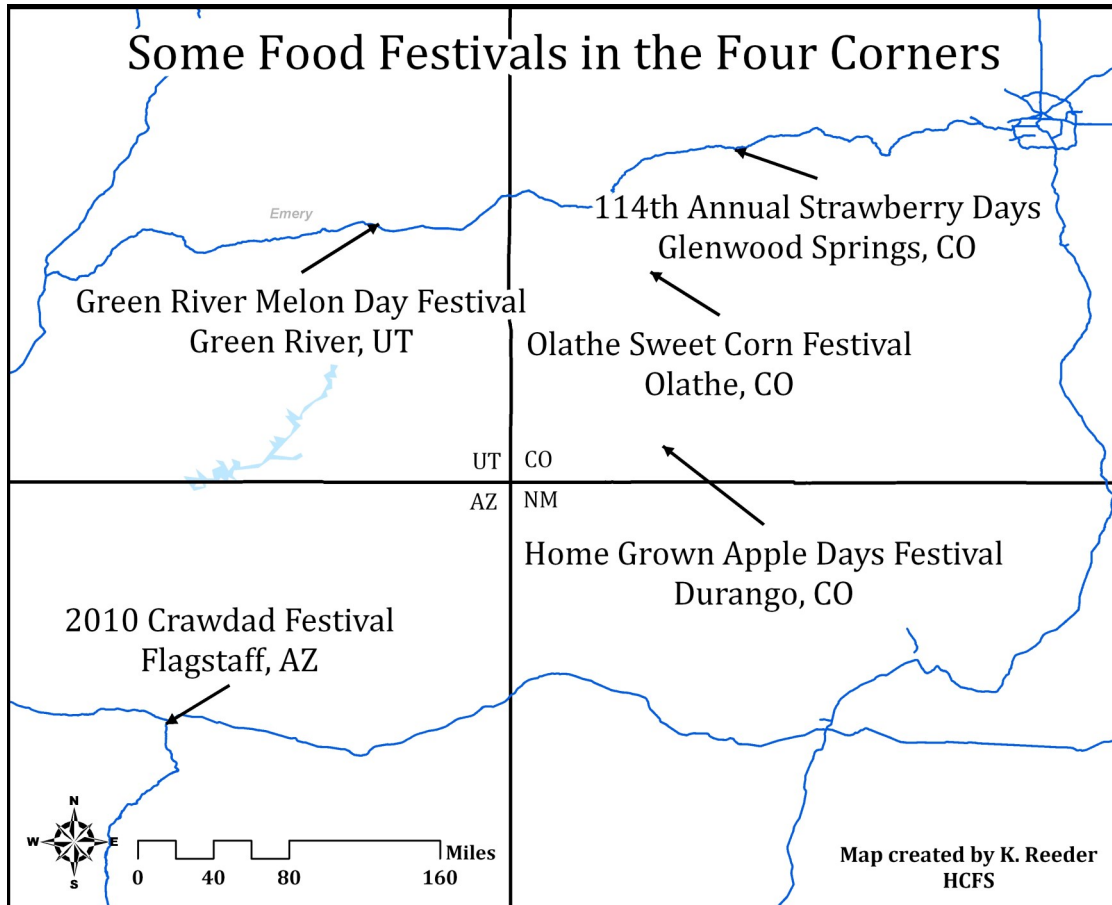 Some Food Festivals in the Four Corners
114th Annual Strawberry Days
Glenwood Springs, CO
Emery
Green River Melon Day Festival
Green River, UT
Olathe Sweet Corn Festival
Olathe, CO
UT CO
AZ NM
Home Grown Apple Days Festival
Durango, CO
2010 Crawdad Festival
Flagstaff, AZ
N
W E
S
Miles
0 40 80 160
Map created by K. Reeder
HCFS